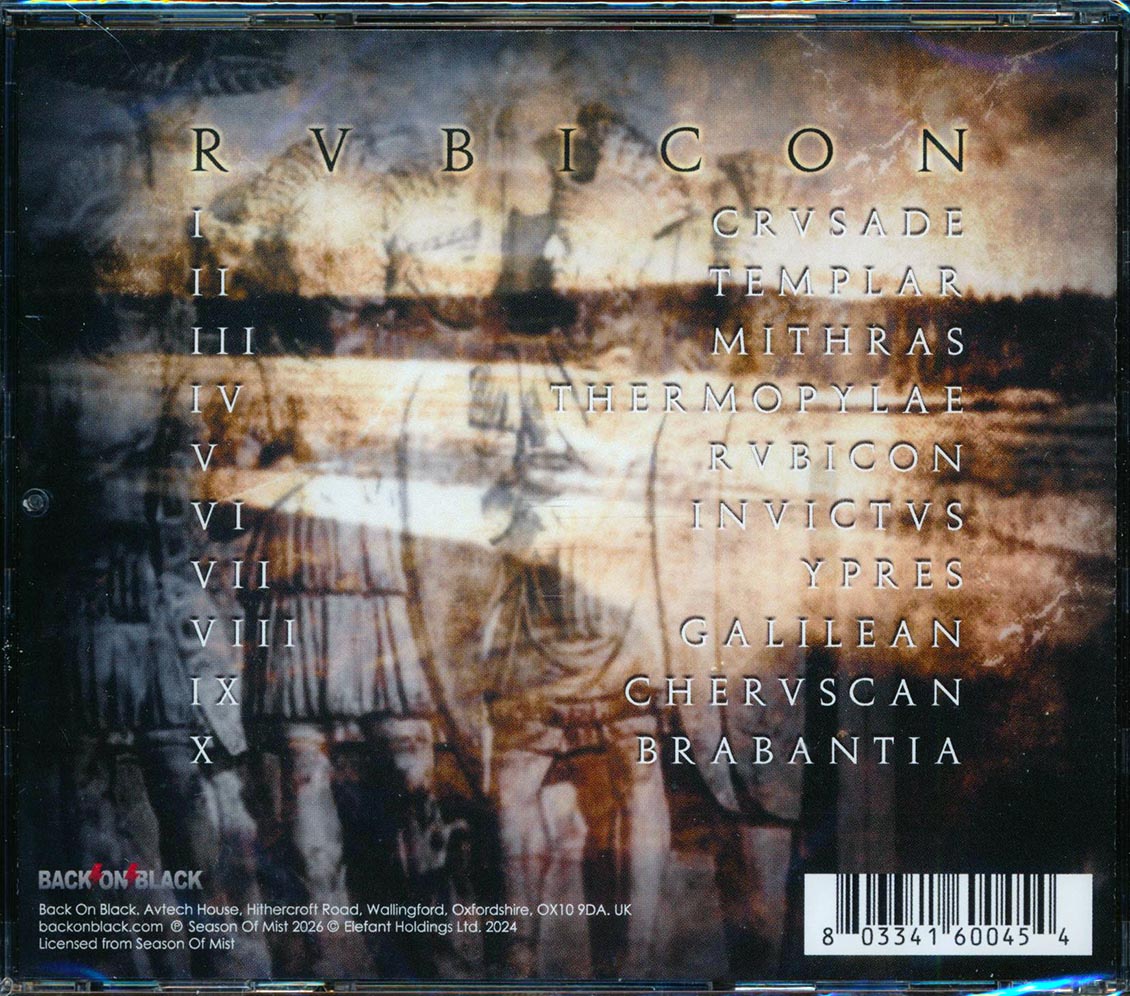 RVBICON
I CRVSADE
II TEMPLAR
III MITHRAS
IV THERMOPYLAE
V RVBICON
VI INVICTVS
VII YPRES
VIII GALILEAN
IX CHERVSCAN
X BRABANTIA
BACK ON BLACK
Back On Black, Avtech House, Hithercroft Road, Wallingford, Oxfordshire, OX10 9DA. UK
backonblack.com ℗ Season Of Mist 2026 © Elefant Holdings Ltd. 2024
Licensed from Season Of Mist
8 03341 60045 4